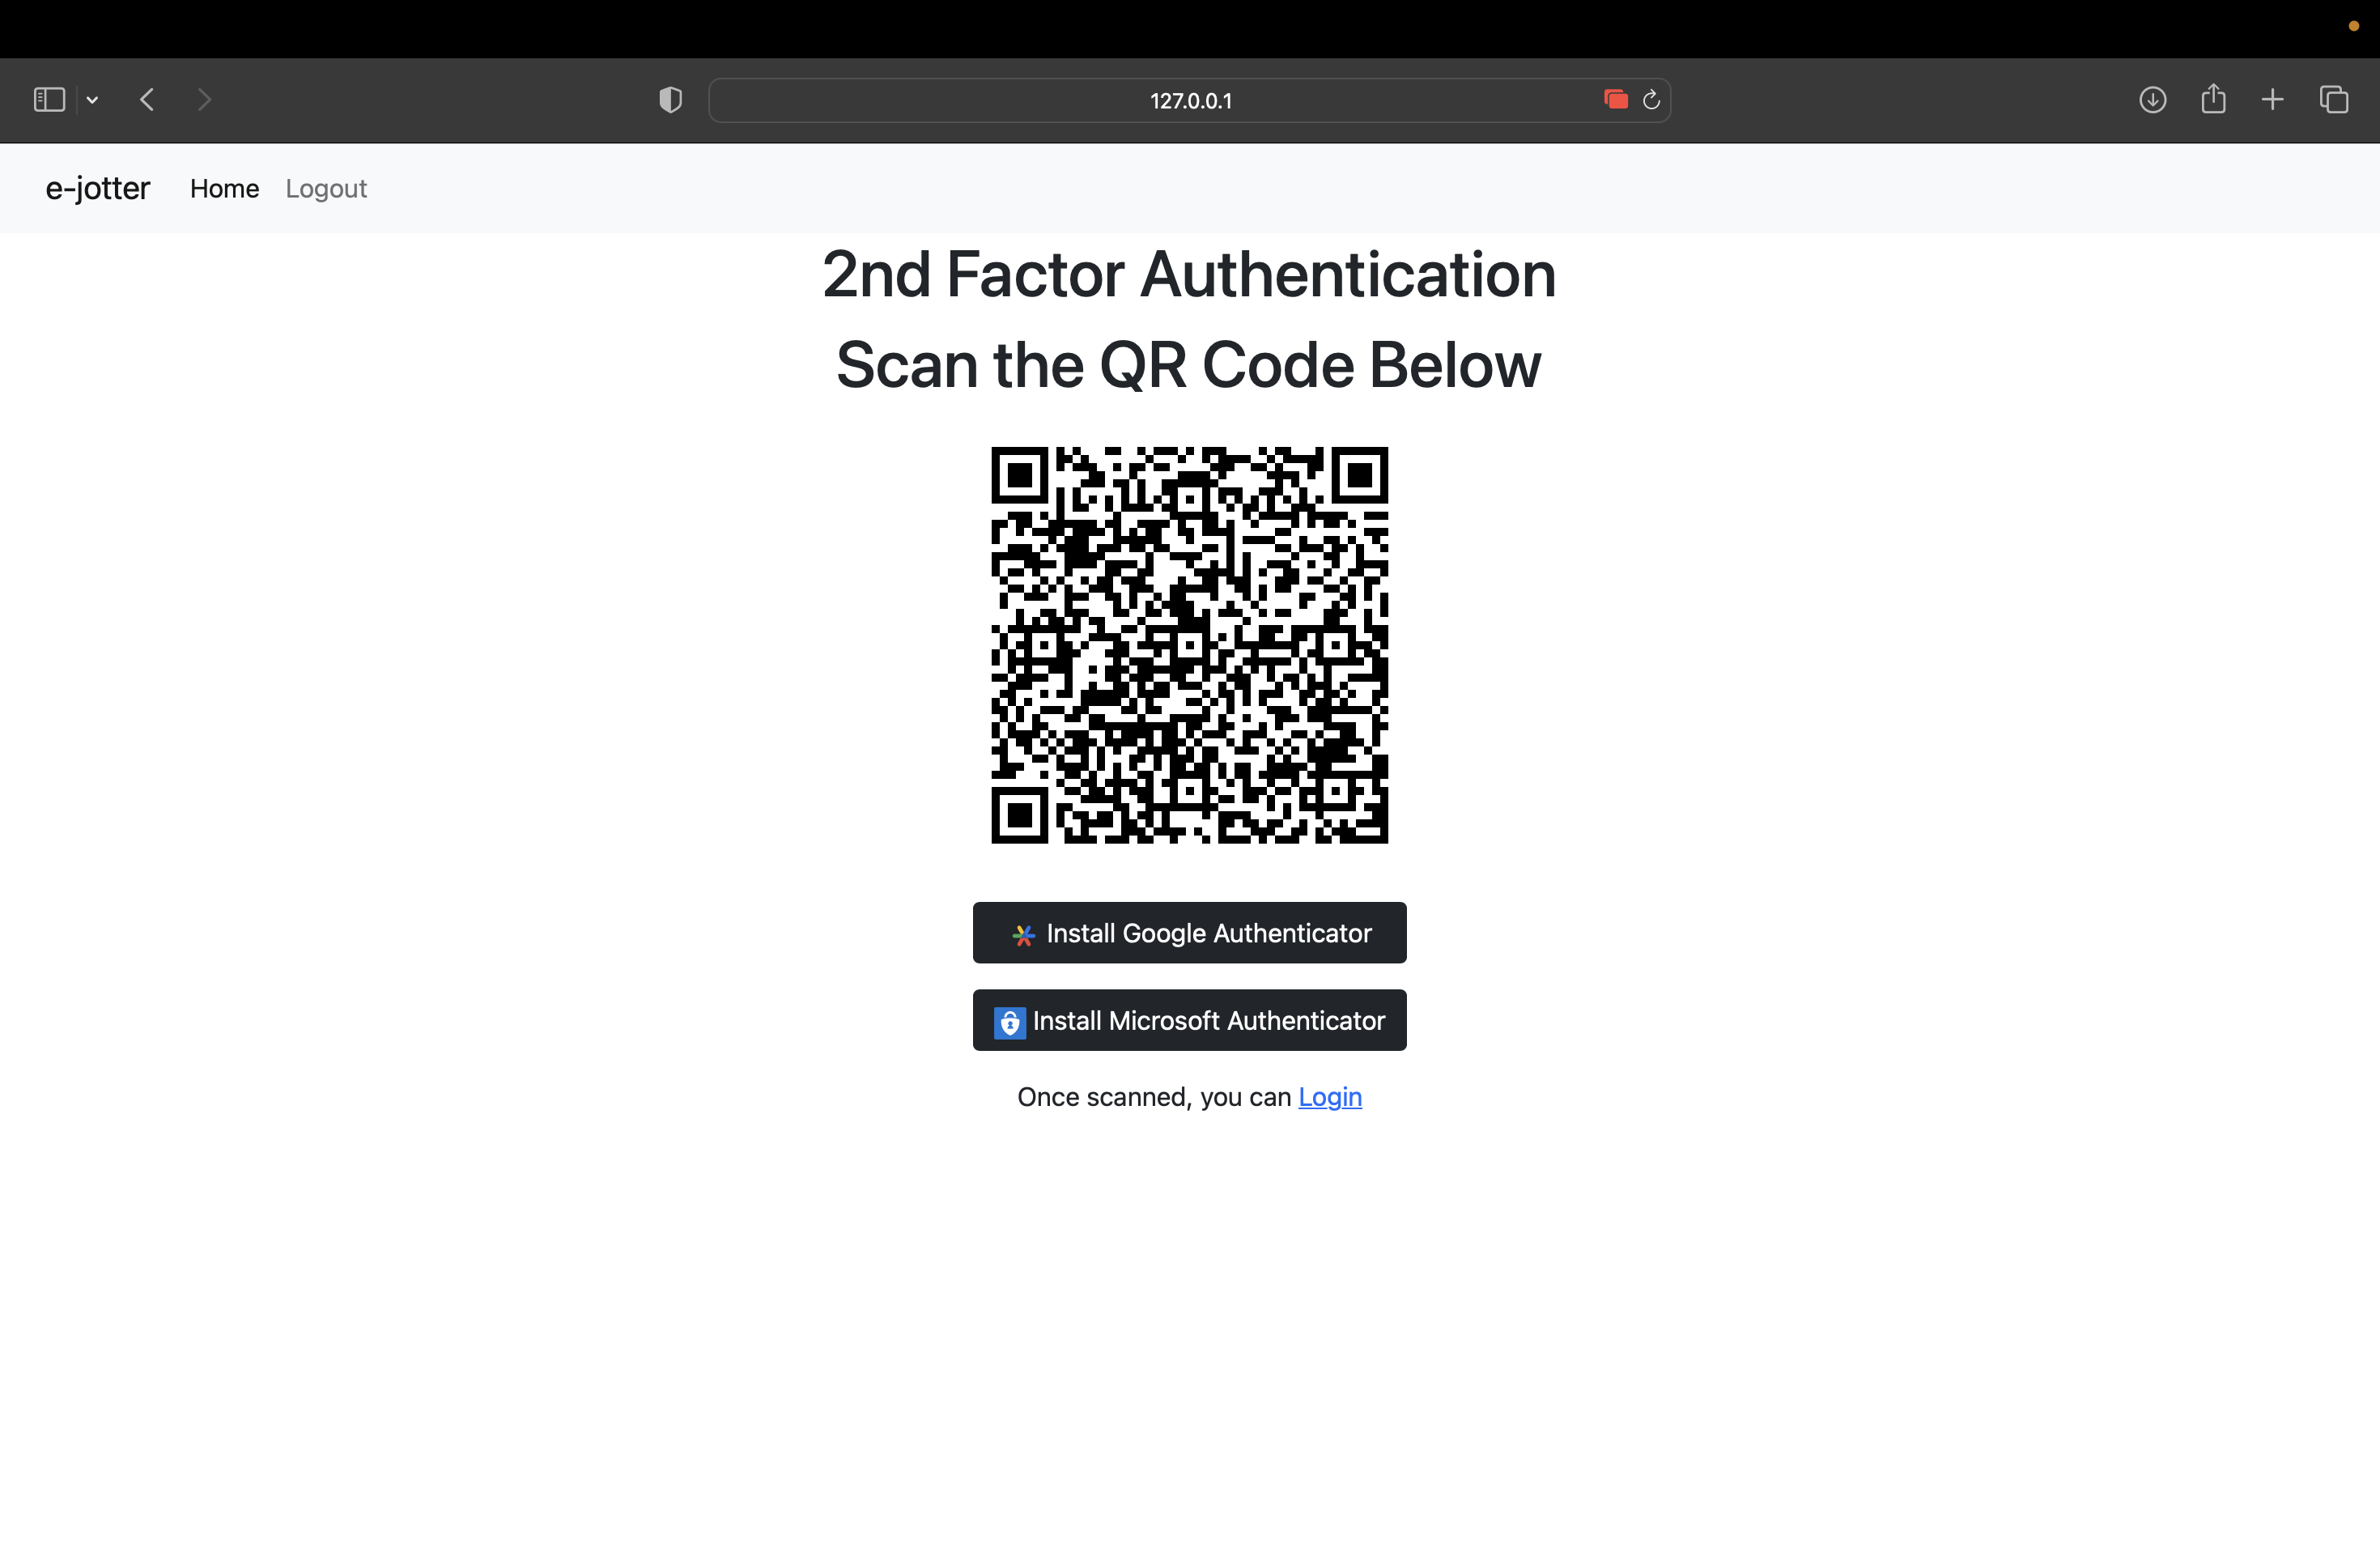 127.0.0.1
e-jotter Home Logout
2nd Factor Authentication
Scan the QR Code Below
Install Google Authenticator
Install Microsoft Authenticator
Once scanned, you can Login